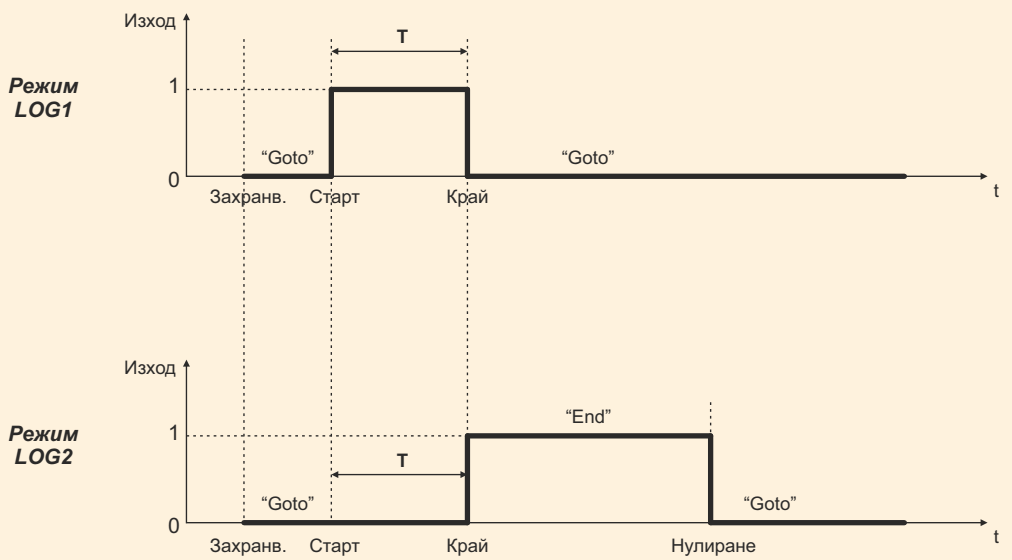 Изход
T
Режим
LOG1
1
“Goto”
“Goto”
0
Захранв.
Старт
Край
t
Изход
“End”
Режим
LOG2
1
T
“Goto”
“Goto”
0
Захранв.
Старт
Край
Нулиране
t